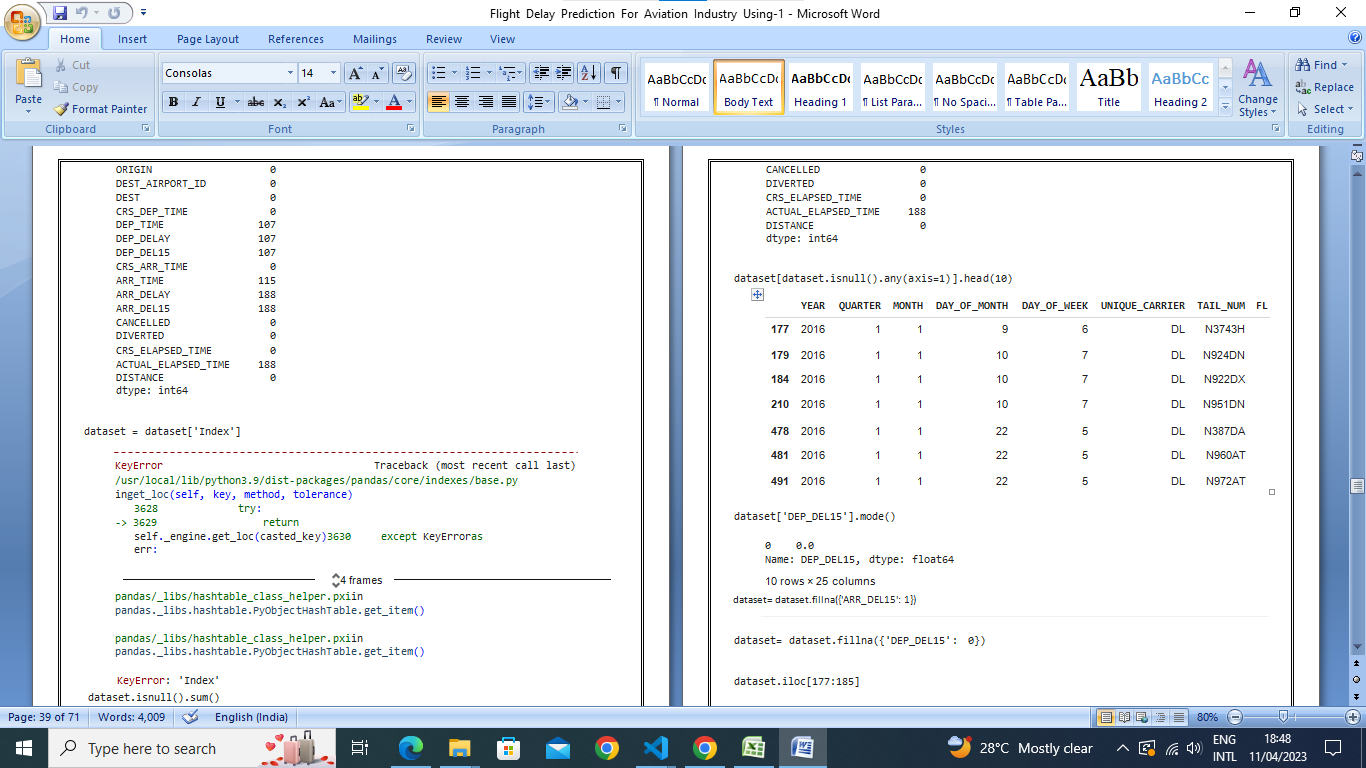 Flight Delay Prediction For Aviation Industry Using-1 - Microsoft Word
Home Insert Page Layout References Mailings Review View
Paste
Cut
Copy
Format Painter
Clipboard
Consolas 14
B I U abc X₂ X² Aa
Font
Paragraph
AaBbCcDc AaBbCcDc AaBbCcDc AaBbCcDc AaBbCcDc AaBbCcDc AaBb AaBbCc
¶ Normal Body Text Heading 1 ¶ List Para... ¶ No Spaci... ¶ Table Pa... Title Heading 2
Change Styles
Styles
Find
Replace
Select
Editing
ORIGIN 0
DEST_AIRPORT_ID 0
DEST 0
CRS_DEP_TIME 0
DEP_TIME 107
DEP_DELAY 107
DEP_DEL15 107
CRS_ARR_TIME 0
ARR_TIME 115
ARR_DELAY 188
ARR_DEL15 188
CANCELLED 0
DIVERTED 0
CRS_ELAPSED_TIME 0
ACTUAL_ELAPSED_TIME 188
DISTANCE 0
dtype: int64
dataset = dataset['Index']
KeyError Traceback (most recent call last)
/usr/local/lib/python3.9/dist-packages/pandas/core/indexes/base.py
inget_loc(self, key, method, tolerance)
3628 try:
-> 3629 return
self._engine.get_loc(casted_key)3630 except KeyErroras
err:
4 frames
pandas/_libs/hashtable_class_helper.pxiin
pandas._libs.hashtable.PyObjectHashTable.get_item()
pandas/_libs/hashtable_class_helper.pxiin
pandas._libs.hashtable.PyObjectHashTable.get_item()
KeyError: 'Index'
dataset.isnull().sum()
CANCELLED 0
DIVERTED 0
CRS_ELAPSED_TIME 0
ACTUAL_ELAPSED_TIME 188
DISTANCE 0
dtype: int64
dataset[dataset.isnull().any(axis=1)].head(10)
YEAR QUARTER MONTH DAY_OF_MONTH DAY_OF_WEEK UNIQUE_CARRIER TAIL_NUM FL
177 2016 1 1 9 6 DL N3743H
179 2016 1 1 10 7 DL N924DN
184 2016 1 1 10 7 DL N922DX
210 2016 1 1 10 7 DL N951DN
478 2016 1 1 22 5 DL N387DA
481 2016 1 1 22 5 DL N960AT
491 2016 1 1 22 5 DL N972AT
dataset['DEP_DEL15'].mode()
0 0.0
Name: DEP_DEL15, dtype: float64
10 rows × 25 columns
dataset= dataset.fillna({'ARR_DEL15': 1})
dataset= dataset.fillna({'DEP_DEL15': 0})
dataset.iloc[177:185]
Page: 39 of 71 Words: 4,009 English (India) 80%
Type here to search
28°C Mostly clear
ENG INTL
18:48
11/04/2023